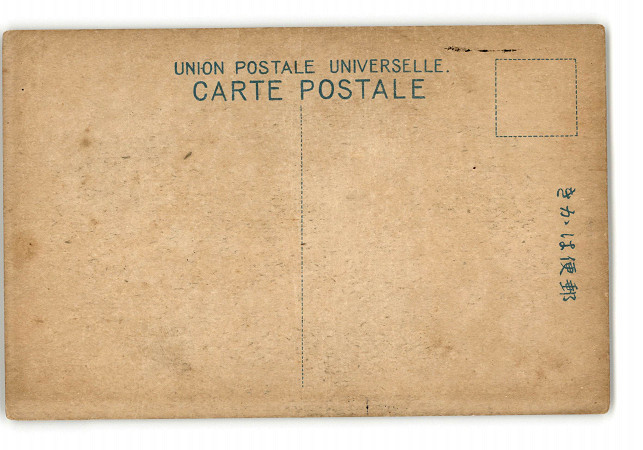 UNION POSTALE UNIVERSELLE.
CARTE POSTALE
郵便はかき